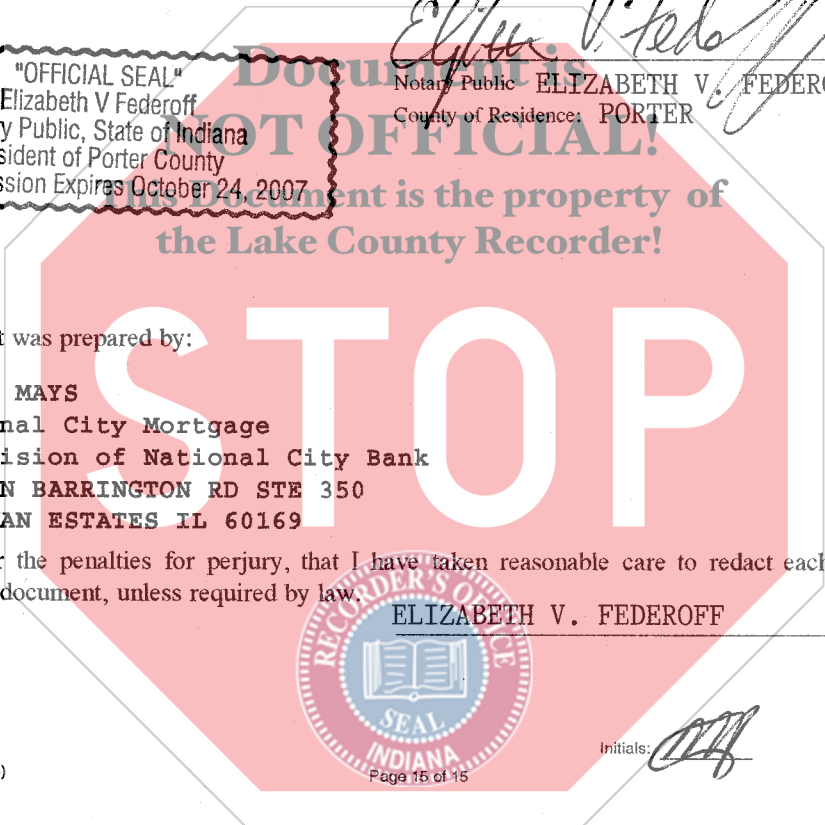 "OFFICIAL SEAL"
Elizabeth V Federoff
y Public, State of Indiana
sident of Porter County
ssion Expires October 24, 2007
Notary Public ELIZABETH V. FEDERO
County of Residence: PORTER
Document is
NOT OFFICIAL!
This Document is the property of
the Lake County Recorder!
STOP
t was prepared by:
MAYS
nal City Mortgage
ision of National City Bank
N BARRINGTON RD STE 350
AN ESTATES IL 60169
r the penalties for perjury, that I have taken reasonable care to redact each
document, unless required by law.
ELIZABETH V. FEDEROFF
RECORDER'S OFFICE
SEAL
INDIANA
Initials:
Page 15 of 15
)